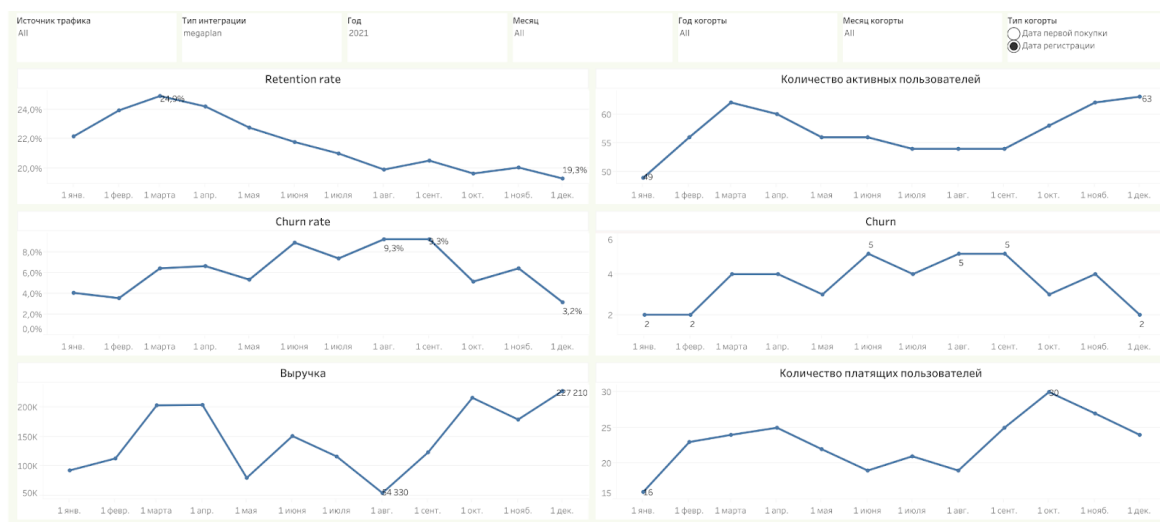 Источник трафика
All
Тип интеграции
megaplan
Год
2021
Месяц
All
Год когорты
All
Месяц когорты
All
Тип когорты
Дата первой покупки
Дата регистрации
Retention rate
24,0%
22,0%
20,0%
24,9%
19,3%
1 янв. 1 февр. 1 марта 1 апр. 1 мая 1 июня 1 июля 1 авг. 1 сент. 1 окт. 1 нояб. 1 дек.
Количество активных пользователей
60
55
50
49
63
1 янв. 1 февр. 1 марта 1 апр. 1 мая 1 июня 1 июля 1 авг. 1 сент. 1 окт. 1 нояб. 1 дек.
Churn rate
8,0%
6,0%
4,0%
2,0%
0,0%
9,3%
9,3%
3,2%
1 янв. 1 февр. 1 марта 1 апр. 1 мая 1 июня 1 июля 1 авг. 1 сент. 1 окт. 1 нояб. 1 дек.
Churn
6
4
2
2
2
5
5
5
2
1 янв. 1 февр. 1 марта 1 апр. 1 мая 1 июня 1 июля 1 авг. 1 сент. 1 окт. 1 нояб. 1 дек.
Выручка
200K
150K
100K
50K
54 330
227 210
1 янв. 1 февр. 1 марта 1 апр. 1 мая 1 июня 1 июля 1 авг. 1 сент. 1 окт. 1 нояб. 1 дек.
Количество платящих пользователей
30
25
20
15
16
30
1 янв. 1 февр. 1 марта 1 апр. 1 мая 1 июня 1 июля 1 авг. 1 сент. 1 окт. 1 нояб. 1 дек.